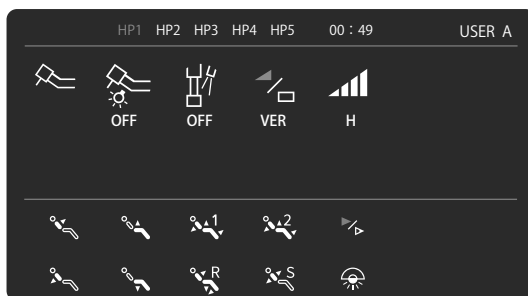 HP1 HP2 HP3 HP4 HP5 00：49 USER A
OFF OFF VER H
1 2
R S